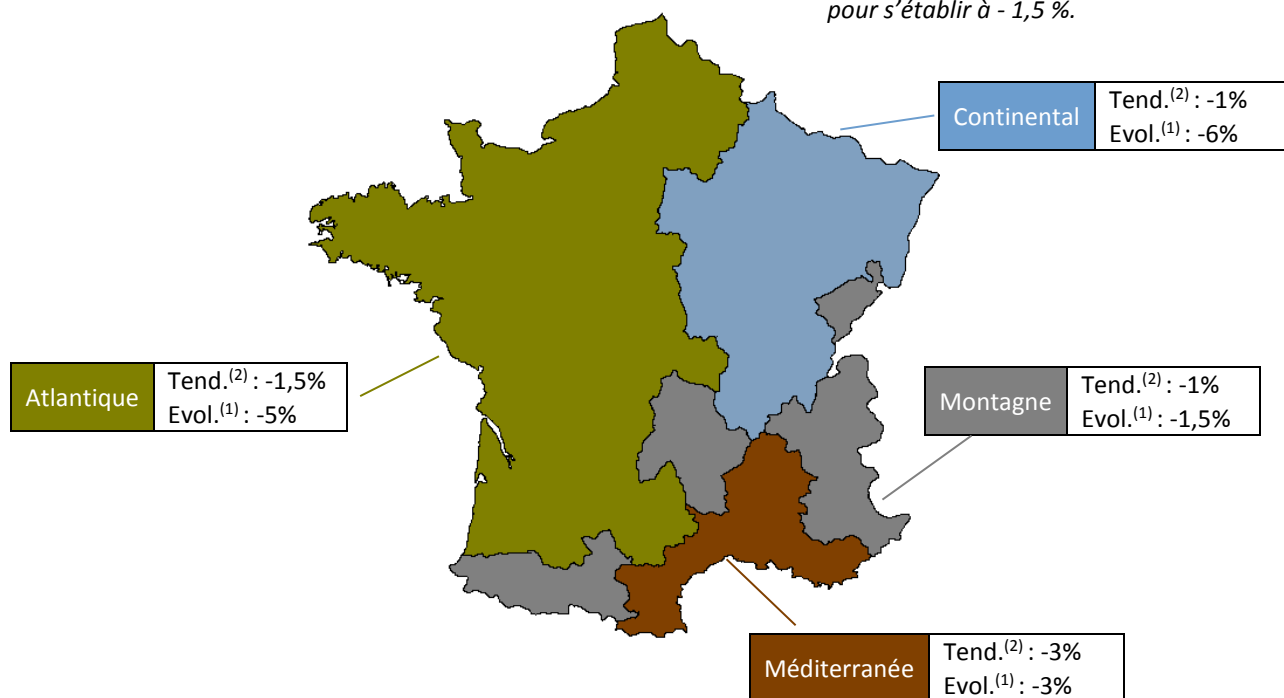 pour s’établir à - 1,5 %.
Continental
Tend.(2) : -1%
Evol.(1) : -6%
Atlantique
Tend.(2) : -1,5%
Evol.(1) : -5%
Montagne
Tend.(2) : -1%
Evol.(1) : -1,5%
Méditerranée
Tend.(2) : -3%
Evol.(1) : -3%